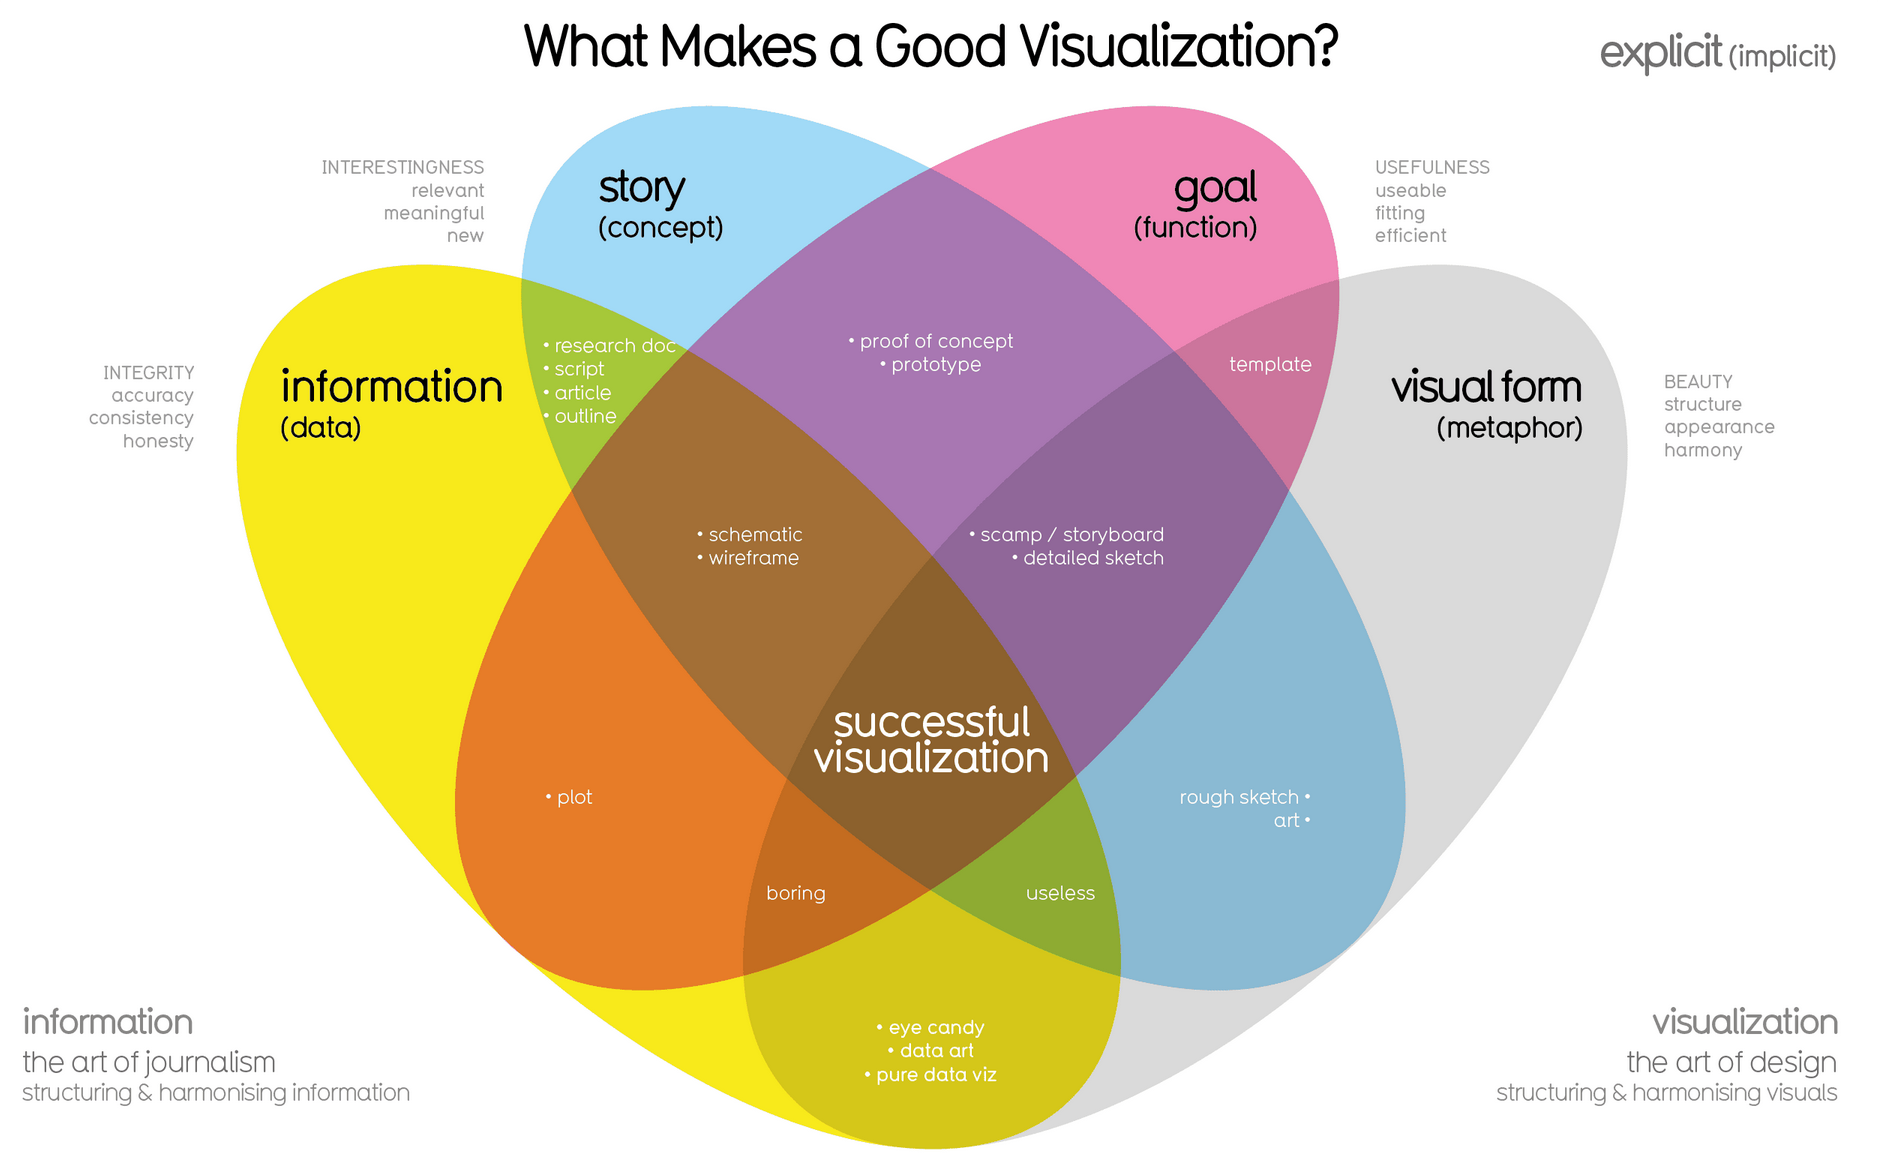 What Makes a Good Visualization?
explicit (implicit)
INTERESTINGNESS
relevant
meaningful
new
story
(concept)
goal
(function)
USEFULNESS
useable
fitting
efficient
INTEGRITY
accuracy
consistency
honesty
information
(data)
• research doc
• script
• article
• outline
• proof of concept
• prototype
template
visual form
(metaphor)
BEAUTY
structure
appearance
harmony
• schematic
• wireframe
• scamp / storyboard
• detailed sketch
successful
visualization
• plot
rough sketch •
art •
boring
useless
• eye candy
• data art
• pure data viz
information
the art of journalism
structuring & harmonising information
visualization
the art of design
structuring & harmonising visuals